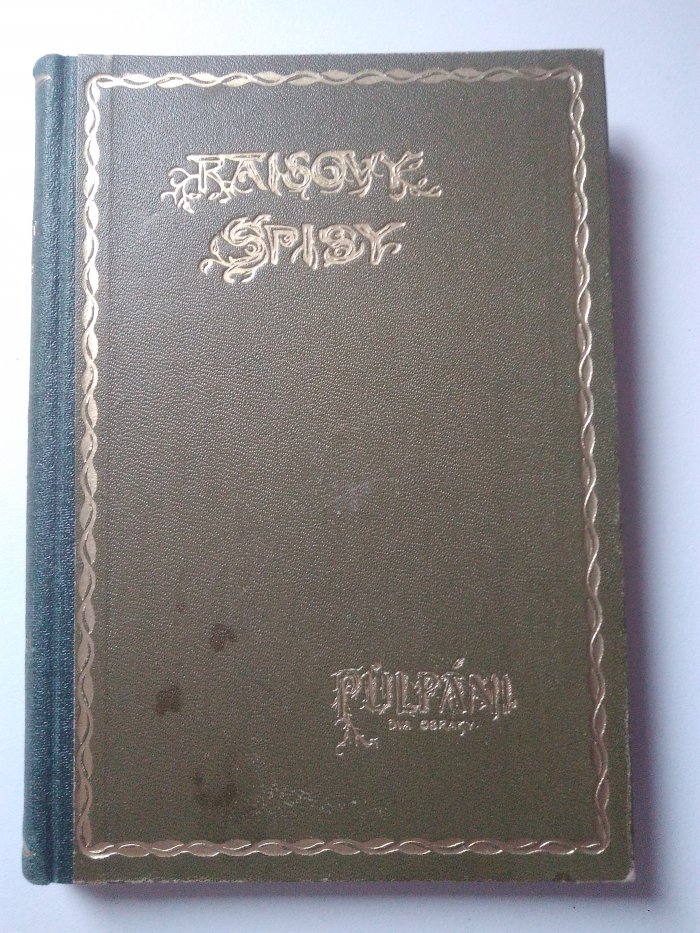 RAISOVY
SPISY
PŮLPÁNI.
DVA OBRAZY.